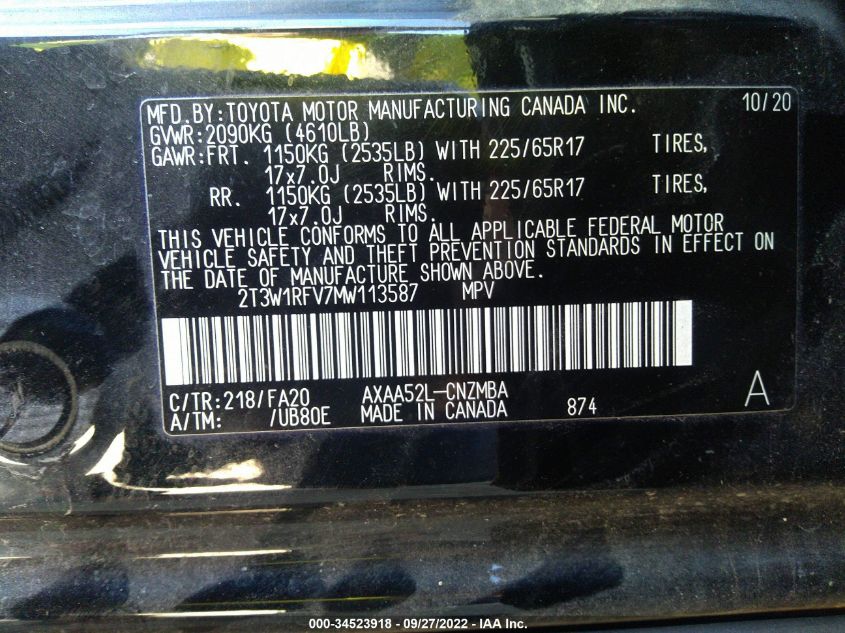 MFD.BY:TOYOTA MOTOR MANUFACTURING CANADA INC. 10/20
GVWR:2090KG (4610LB)
GAWR:FRT. 1150KG (2535LB) WITH 225/65R17 TIRES,
17x7.0J RIMS.
RR. 1150KG (2535LB) WITH 225/65R17 TIRES,
17x7.0J RIMS.
THIS VEHICLE CONFORMS TO ALL APPLICABLE FEDERAL MOTOR
VEHICLE SAFETY AND THEFT PREVENTION STANDARDS IN EFFECT ON
THE DATE OF MANUFACTURE SHOWN ABOVE.
2T3W1RFV7MW113587 MPV
C/TR:218/FA20 AXAA52L-CNZMBA
A/TM: /UB80E MADE IN CANADA 874 A
000-34523918 - 09/27/2022 - IAA Inc.